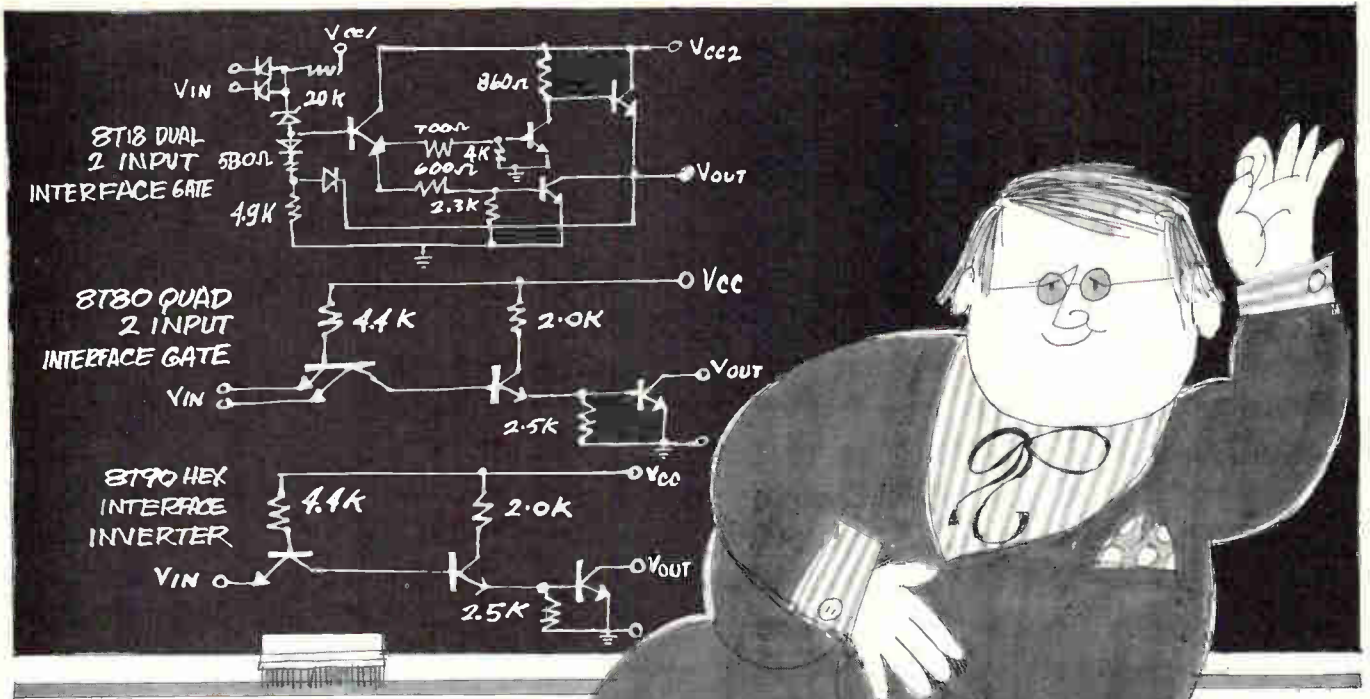 Vcc1
VIN
20K
8T18 DUAL
2 INPUT
INTERFACE GATE
580Ω
4.9K
700Ω
4K
600Ω
2.3K
860Ω
Vcc2
VOUT
8T80 QUAD
2 INPUT
INTERFACE GATE
VIN
4.4K
2.0K
2.5K
Vcc
VOUT
8T90 HEX
INTERFACE
INVERTER
VIN
4.4K
2.0K
2.5K
Vcc
VOUT